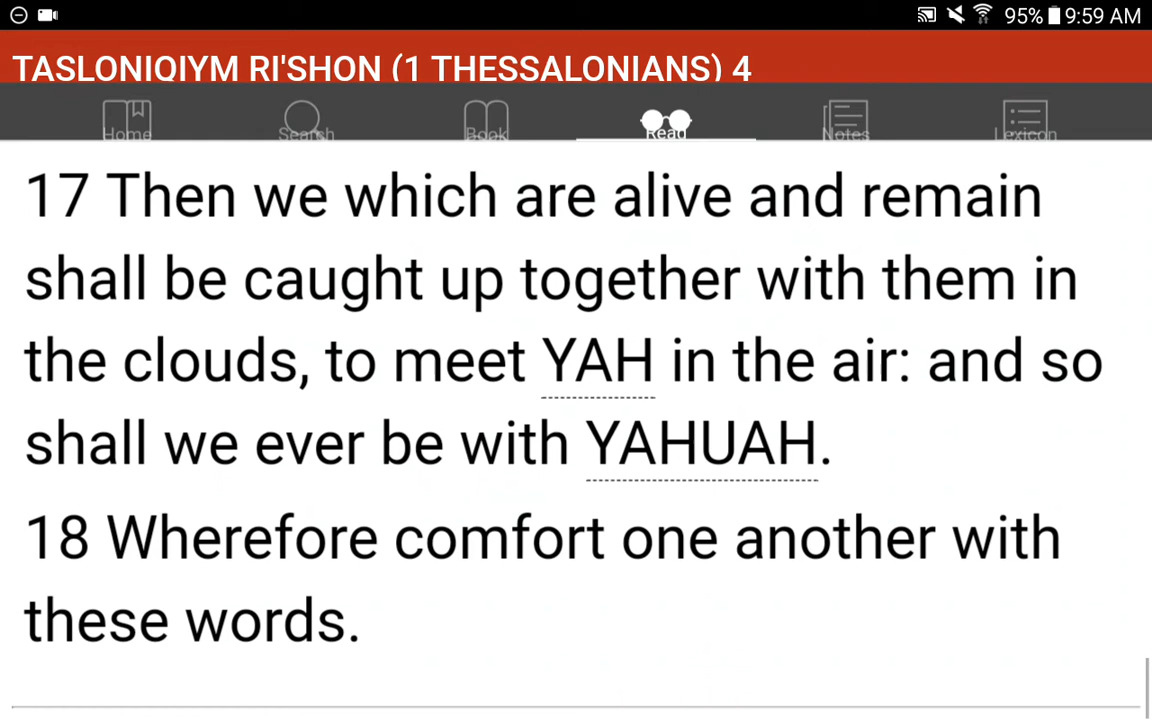 95% 9:59 AM
TASLONIQIYM RI'SHON (1 THESSALONIANS) 4
Home Search Book Read Notes Lexicon
17 Then we which are alive and remain
shall be caught up together with them in
the clouds, to meet YAH in the air: and so
shall we ever be with YAHUAH.
18 Wherefore comfort one another with
these words.